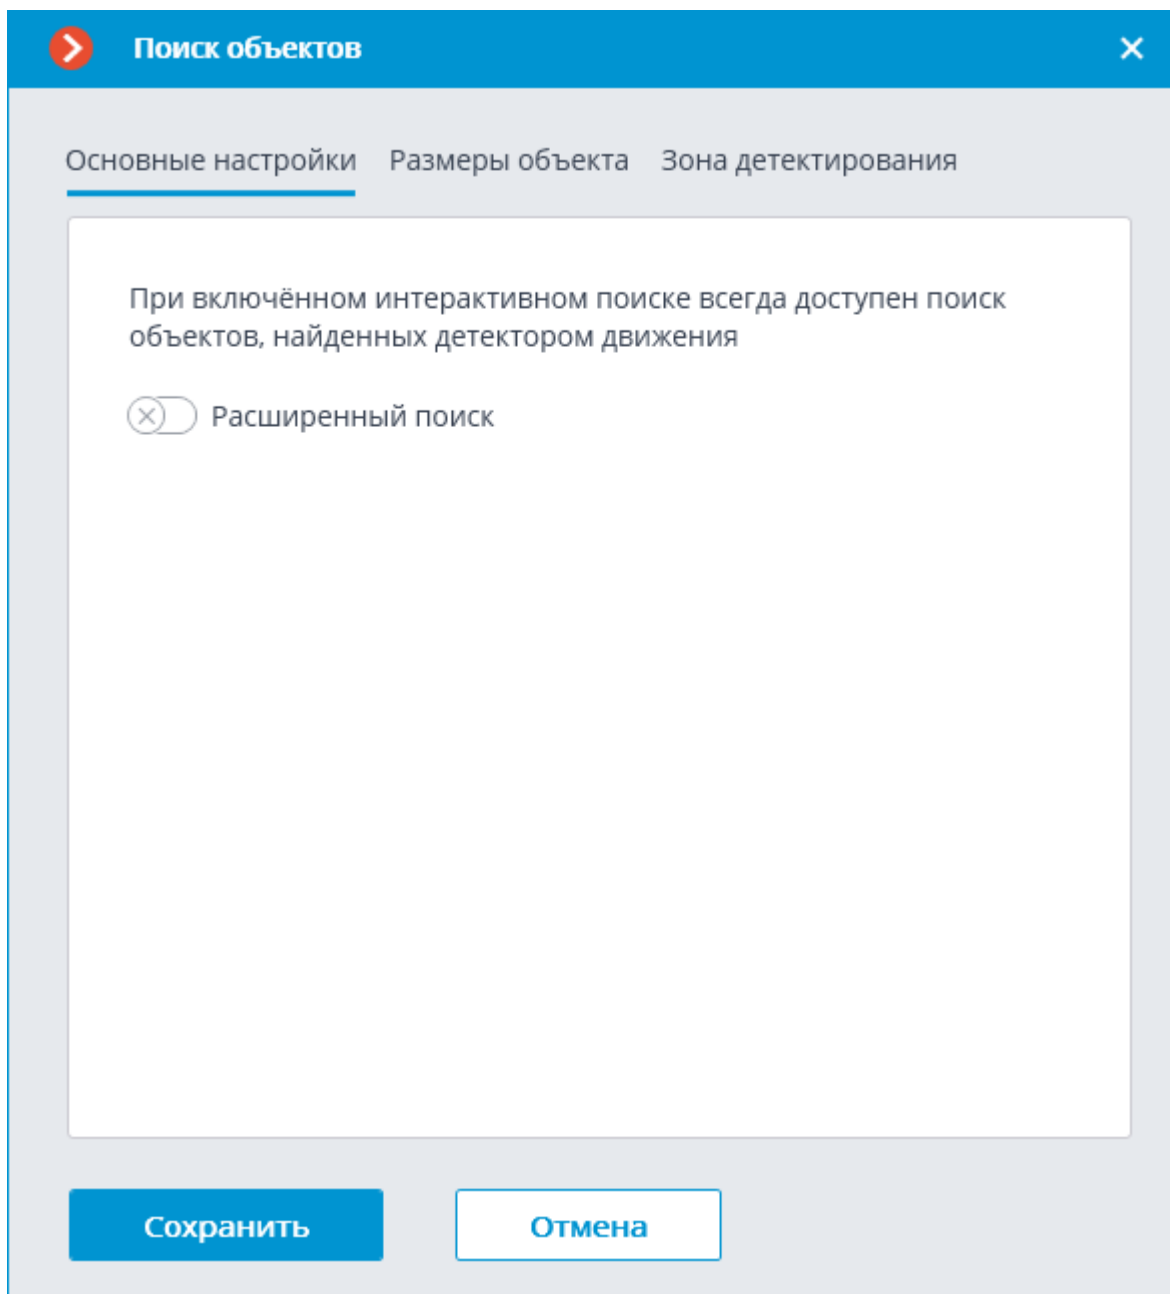 Поиск объектов
Основные настройки Размеры объекта Зона детектирования
При включённом интерактивном поиске всегда доступен поиск
объектов, найденных детектором движения
Расширенный поиск
Сохранить Отмена